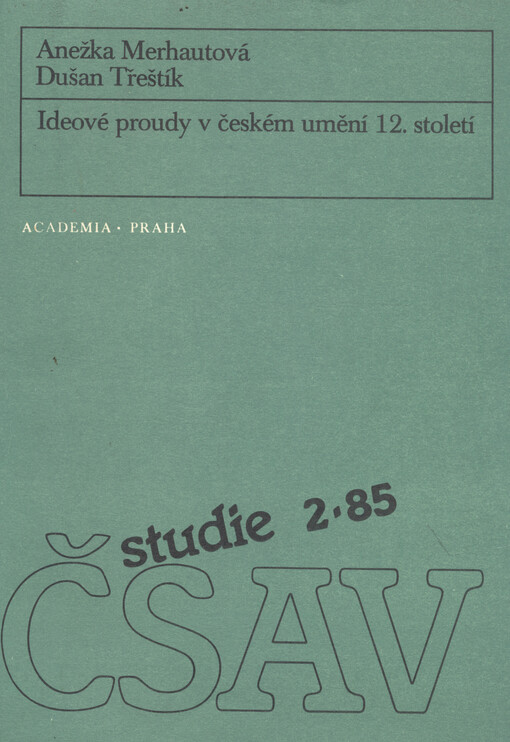 Anežka Merhautová
Dušan Třeštík
Ideové proudy v českém umění 12. století
ACADEMIA • PRAHA
studie 2·85
ČSAV